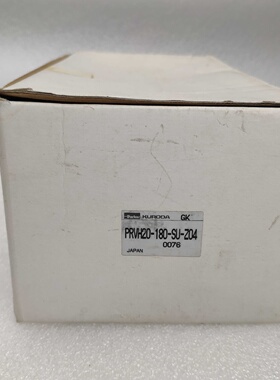 Parker KURODA GK
PRVH20-180-SU-Z04
0076
JAPAN